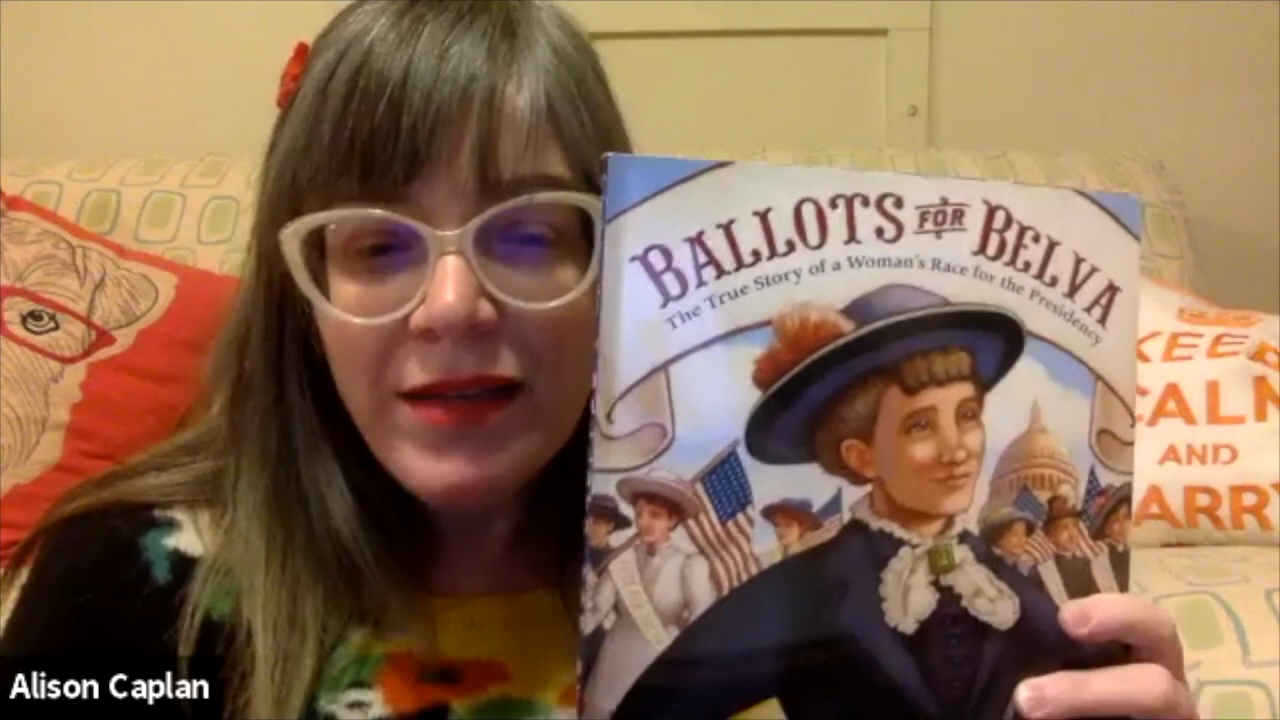 BALLOTS FOR BELVA
The True Story of a Woman's Race for the Presidency
KEEP
CALM
AND
CARRY
Alison Caplan